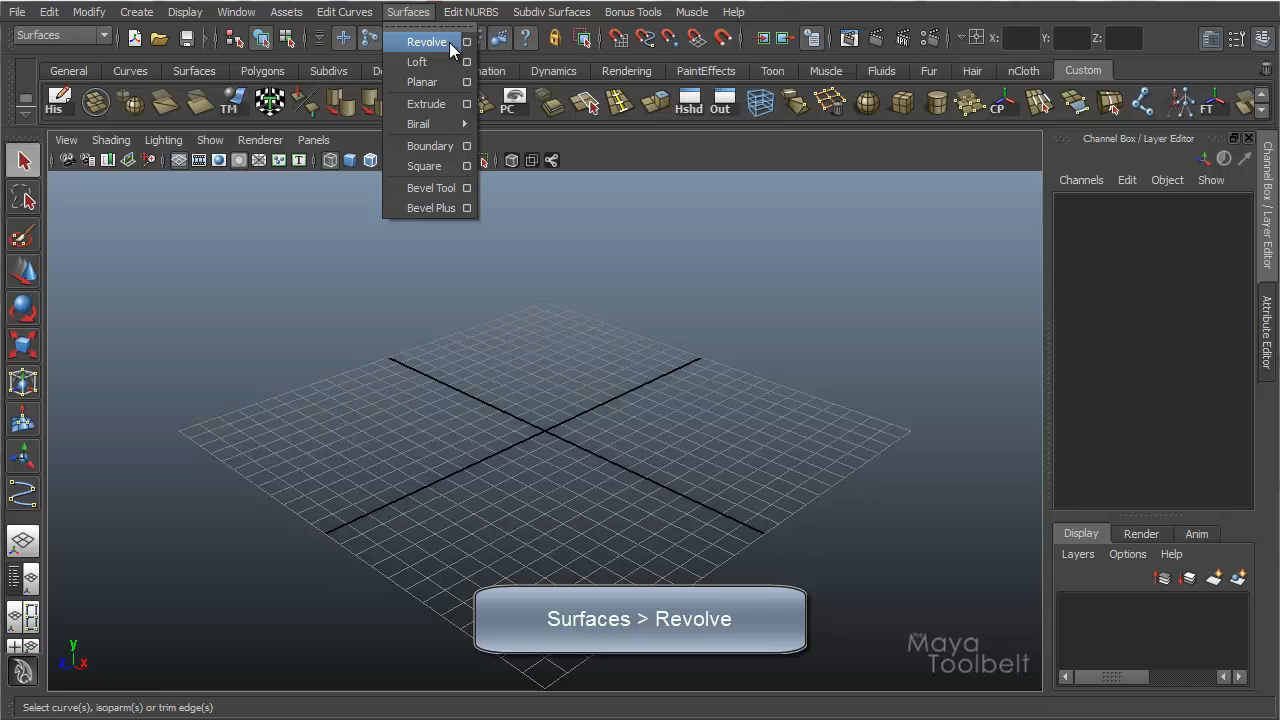 File Edit Modify Create Display Window Assets Edit Curves Surfaces Edit NURBS Subdiv Surfaces Bonus Tools Muscle Help
Surfaces
X: Y: Z:
Revolve
Loft
Planar
Extrude
Birail
Boundary
Square
Bevel Tool
Bevel Plus
General Curves Surfaces Polygons Subdivs Dynamics Rendering PaintEffects Toon Muscle Fluids Fur Hair nCloth Custom
His TM PC Hshd Out CP FT
View Shading Lighting Show Renderer Panels
Channel Box / Layer Editor
Channels Edit Object Show
Channel Box / Layer Editor
Attribute Editor
Display Render Anim
Layers Options Help
Surfaces > Revolve
The Maya
Toolbelt
y
z x
Select curve(s), isoparm(s) or trim edge(s)